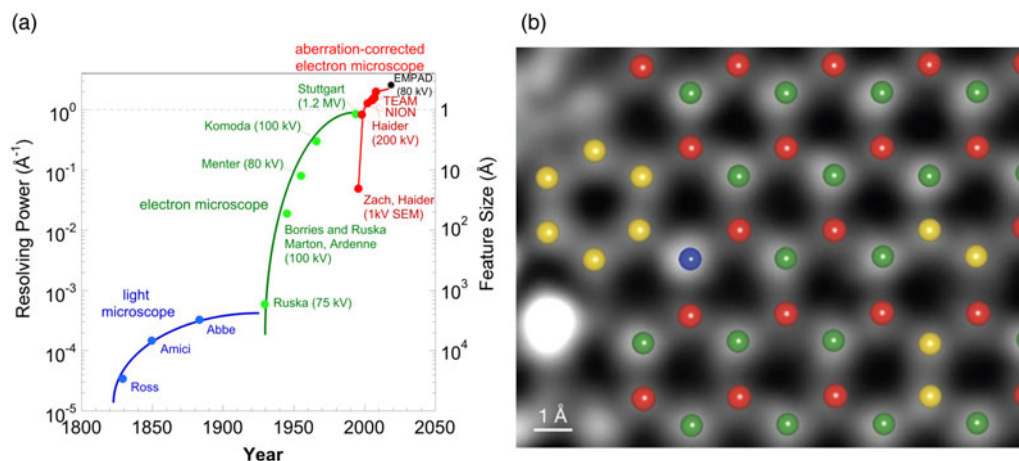 (a)
(b)
aberration-corrected
electron microscope
EMPAD
(80 kV)
Stuttgart
(1.2 MV)
TEAM
NION
Haider
(200 kV)
Komoda (100 kV)
Menter (80 kV)
Zach, Haider
(1kV SEM)
electron microscope
Borries and Ruska
Marton, Ardenne
(100 kV)
Ruska (75 kV)
light
microscope
Abbe
Amici
Ross
Resolving Power (Å⁻¹)
10⁰
10⁻¹
10⁻²
10⁻³
10⁻⁴
10⁻⁵
Feature Size (Å)
1
10
10²
10³
10⁴
1800 1850 1900 1950 2000 2050
Year
1 Å